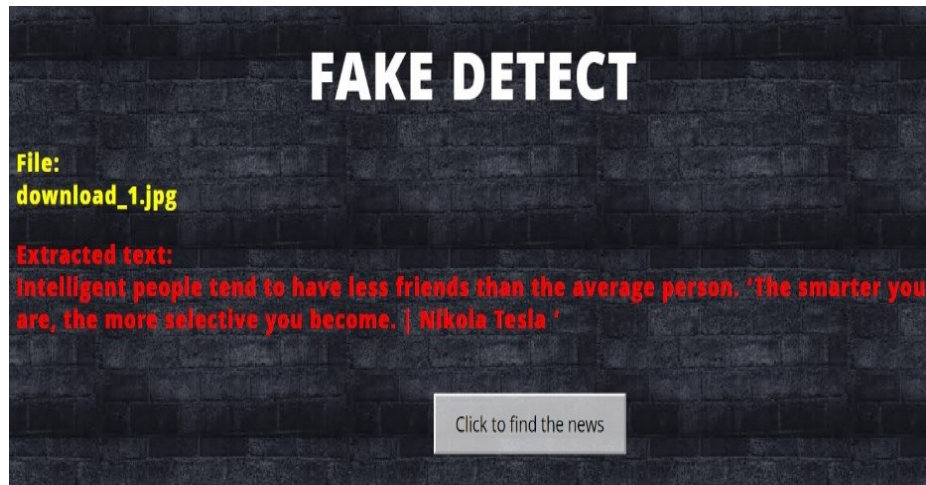 FAKE DETECT
File:
download_1.jpg
Extracted text:
Intelligent people tend to have less friends than the average person. ‘The smarter you
are, the more selective you become. | Nikola Tesla ‘
Click to find the news